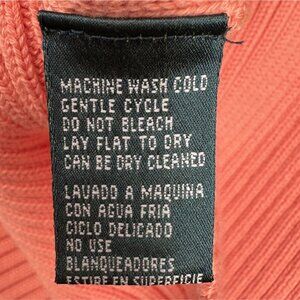 MACHINE WASH COLD
GENTLE CYCLE
DO NOT BLEACH
LAY FLAT TO DRY
CAN BE DRY CLEANED
LAVADO A MAQUINA
CON AGUA FRIA
CICLO DELICADO
NO USE
BLANQUEADORES
ESTIRE EN SUPERFICIE